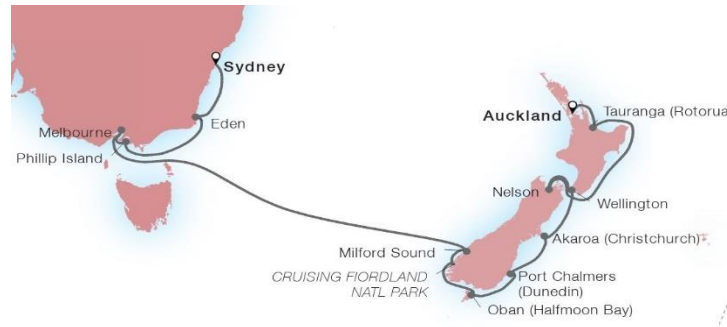 Sydney
Eden
Melbourne
Phillip Island
Auckland
Tauranga (Rotorua
Nelson
Wellington
Akaroa (Christchurch)
Milford Sound
CRUISING FIORDLAND
NATL PARK
Port Chalmers
(Dunedin)
Oban (Halfmoon Bay)